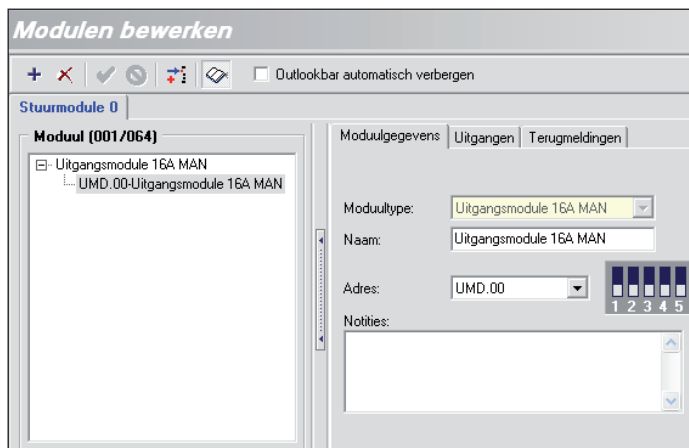 Modulen bewerken
Outlookbar automatisch verbergen
Stuurmodule 0
Moduul (001/064)
Uitgangsmodule 16A MAN
UMD.00-Uitgangsmodule 16A MAN
Moduulgegevens Uitgangen Terugmeldingen
Moduultype: Uitgangsmodule 16A MAN
Naam: Uitgangsmodule 16A MAN
Adres: UMD.00
1 2 3 4 5
Notities: